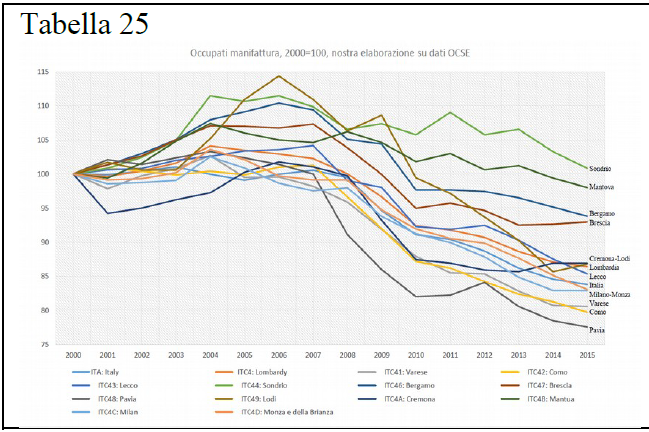 Tabella 25
Occupati manifattura, 2000=100, nostra elaborazione su dati OCSE
115
110
105
100
95
90
85
80
75
Sondrio
Mantova
Bergamo
Brescia
Cremona-Lodi
Lombardia
Lecco
Italia
Milano-Monza
Varese
Como
Pavia
2000 2001 2002 2003 2004 2005 2006 2007 2008 2009 2010 2011 2012 2013 2014 2015
ITA: Italy ITC4: Lombardy ITC41: Varese ITC42: Como
ITC43: Lecco ITC44: Sondrio ITC46: Bergamo ITC47: Brescia
ITC48: Pavia ITC49: Lodi ITC4A: Cremona ITC4B: Mantua
ITC4C: Milan ITC4D: Monza e della Brianza